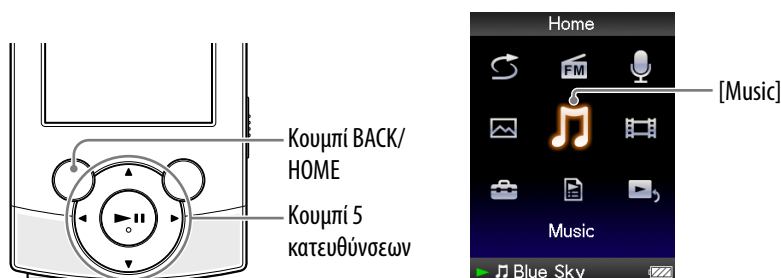 Κουμπί BACK/
HOME
Κουμπί 5
κατευθύνσεων
Home
FM
[Music]
Music
Blue Sky